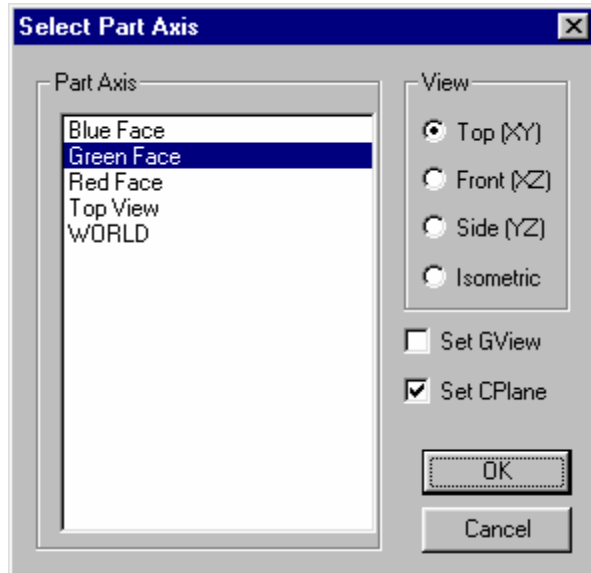 Select Part Axis
Part Axis
Blue Face
Green Face
Red Face
Top View
WORLD
View
Top (XY)
Front (XZ)
Side (YZ)
Isometric
Set GView
Set CPlane
OK
Cancel